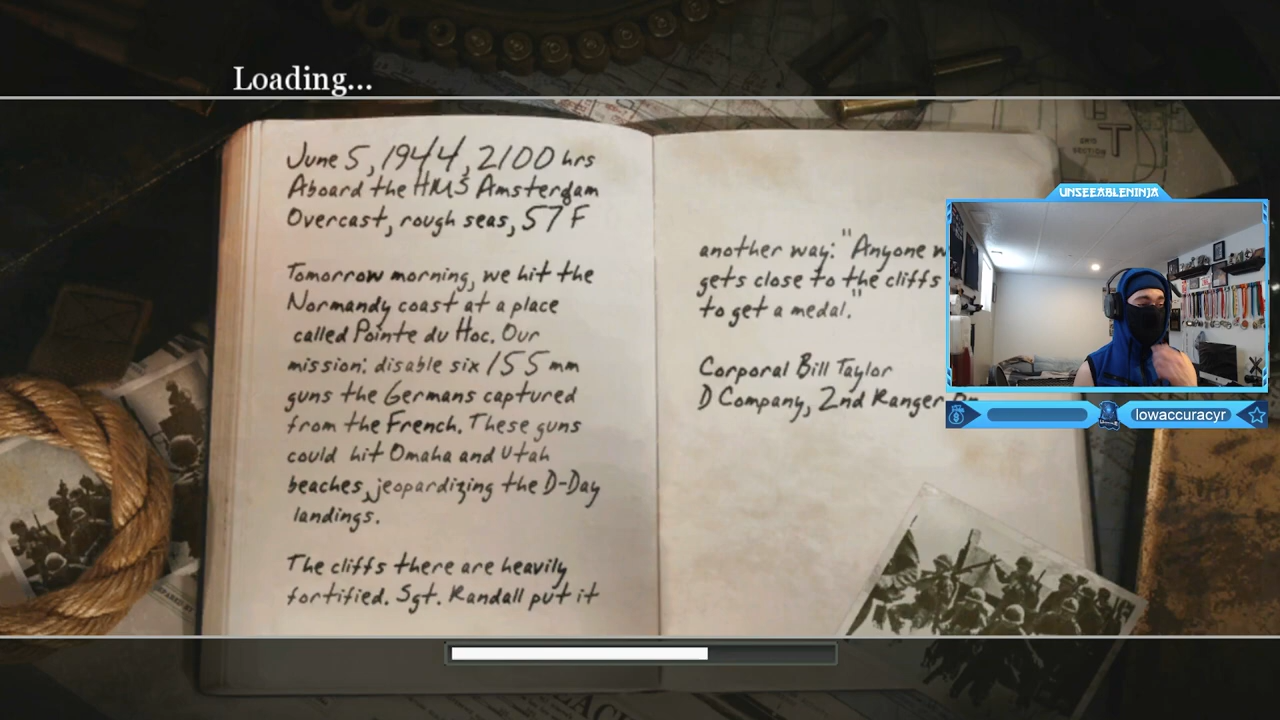 Loading...
June 5, 1944, 2100 hrs
Aboard the HMS Amsterdam
Overcast, rough seas, 57 F
Tomorrow morning, we hit the
Normandy coast at a place
called Pointe du Hoc. Our
mission: disable six 155 mm
guns the Germans captured
from the French. These guns
could hit Omaha and Utah
beaches, jeopardizing the D-Day
landings.
The cliffs there are heavily
fortified. Sgt. Randall put it
another way: "Anyone
gets close to the cliffs
to get a medal."
Corporal Bill Taylor
D Company, 2nd Ranger
UNSEEABLENINJA
lowaccuracyr